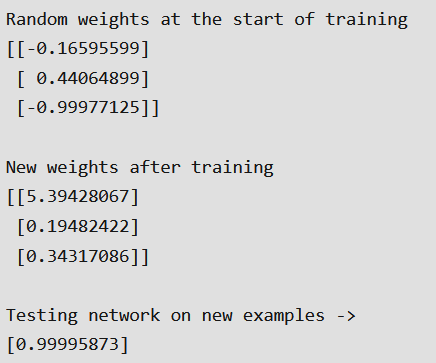 Random weights at the start of training
[[-0.16595599]
 [ 0.44064899]
 [-0.99977125]]

New weights after training
[[5.39428067]
 [0.19482422]
 [0.34317086]]

Testing network on new examples ->
[0.99995873]